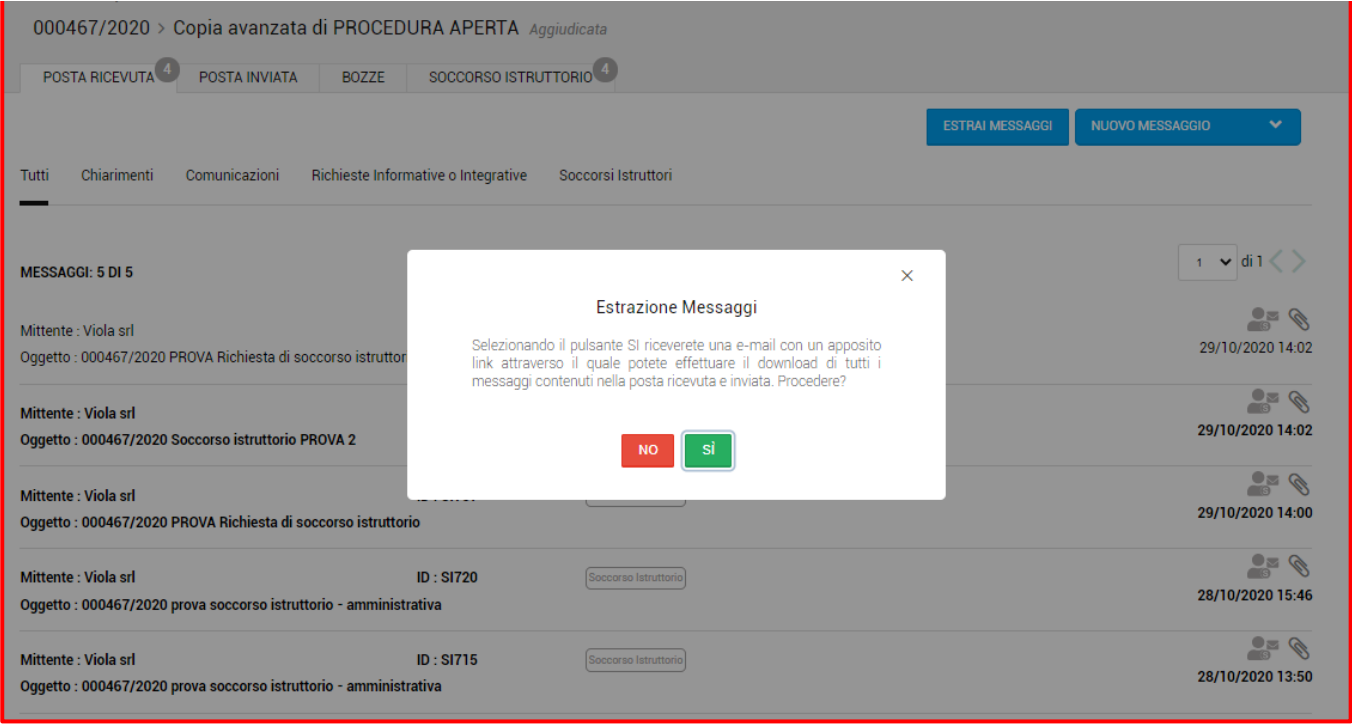 000467/2020 > Copia avanzata di PROCEDURA APERTA Aggiudicata
POSTA RICEVUTA 4 POSTA INVIATA BOZZE SOCCORSO ISTRUTTORIO 4
ESTRAI MESSAGGI NUOVO MESSAGGIO
Tutti Chiarimenti Comunicazioni Richieste Informative o Integrative Soccorsi Istruttori
MESSAGGI: 5 DI 5
1 di 1
Estrazione Messaggi
Selezionando il pulsante SI riceverete una e-mail con un apposito
link attraverso il quale potete effettuare il download di tutti i
messaggi contenuti nella posta ricevuta e inviata. Procedere?
NO SÌ
Mittente : Viola srl
Oggetto : 000467/2020 PROVA Richiesta di soccorso istruttor
29/10/2020 14:02
Mittente : Viola srl
Oggetto : 000467/2020 Soccorso istruttorio PROVA 2
29/10/2020 14:02
Mittente : Viola srl
Oggetto : 000467/2020 PROVA Richiesta di soccorso istruttorio
29/10/2020 14:00
Mittente : Viola srl ID : SI720 Soccorso Istruttorio
Oggetto : 000467/2020 prova soccorso istruttorio - amministrativa
28/10/2020 15:46
Mittente : Viola srl ID : SI715 Soccorso Istruttorio
Oggetto : 000467/2020 prova soccorso istruttorio - amministrativa
28/10/2020 13:50